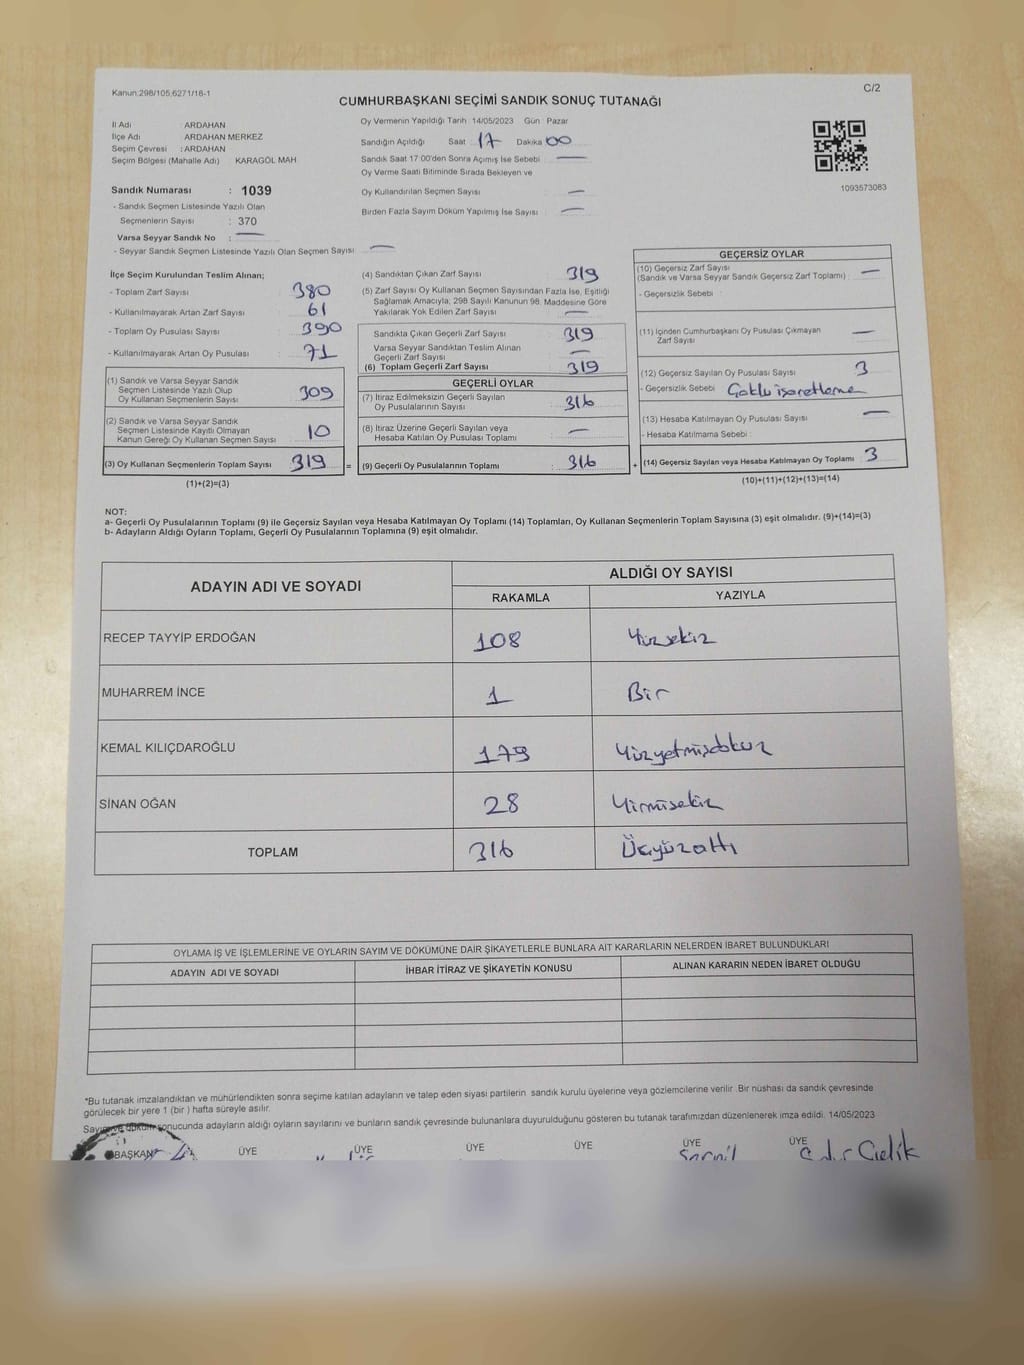 Kanun:298/105,6271/18-1
C/2
CUMHURBAŞKANI SEÇİMİ SANDIK SONUÇ TUTANAĞI
İl Adı : ARDAHAN
İlçe Adı ARDAHAN MERKEZ
Seçim Çevresi : ARDAHAN
Seçim Bölgesi (Mahalle Adı) KARAGÖL MAH
Sandık Numarası : 1039
- Sandık Seçmen Listesinde Yazılı Olan
Seçmenlerin Sayısı : 370
Varsa Seyyar Sandık No : —
- Seyyar Sandık Seçmen Listesinde Yazılı Olan Seçmen Sayısı —
Oy Vermenin Yapıldığı Tarih 14/05/2023 Gün : Pazar
Sandığın Açıldığı Saat 17 Dakika 00
Sandık Saat 17 00'den Sonra Açımış İse Sebebi —
Oy Verme Saati Bitiminde Sırada Bekleyen ve
Oy Kullandırılan Seçmen Sayısı —
Birden Fazla Sayım Döküm Yapılmış İse Sayısı —
1093573083
İlçe Seçim Kurulundan Teslim Alınan;
- Toplam Zarf Sayısı 380
- Kullanılmayarak Artan Zarf Sayısı 61
- Toplam Oy Pusulası Sayısı 390
- Kullanılmayarak Artan Oy Pusulası 71
(1) Sandık ve Varsa Seyyar Sandık
Seçmen Listesinde Yazılı Olup
Oy Kullanan Seçmenlerin Sayısı 309
(2) Sandık ve Varsa Seyyar Sandık
Seçmen Listesinde Kayıtlı Olmayan
Kanun Gereği Oy Kullanan Seçmen Sayısı 10
(3) Oy Kullanan Seçmenlerin Toplam Sayısı 319 =
(1)+(2)=(3)
(4) Sandıktan Çıkan Zarf Sayısı 319
(5) Zarf Sayısı Oy Kullanan Seçmen Sayısından Fazla İse, Eşitliği
Sağlamak Amacıyla, 298 Sayılı Kanunun 98. Maddesine Göre
Yakılarak Yok Edilen Zarf Sayısı —
Sandıkta Çıkan Geçerli Zarf Sayısı 319
Varsa Seyyar Sandıktan Teslim Alınan
Geçerli Zarf Sayısı —
(6) Toplam Geçerli Zarf Sayısı 319
GEÇERLİ OYLAR
(7) İtiraz Edilmeksizin Geçerli Sayılan
Oy Pusulalarının Sayısı 316
(8) İtiraz Üzerine Geçerli Sayılan veya
Hesaba Katılan Oy Pusulası Toplamı —
(9) Geçerli Oy Pusulalarının Toplamı : 316 +
GEÇERSİZ OYLAR
(10) Geçersiz Zarf Sayısı
(Sandık ve Varsa Seyyar Sandık Geçersiz Zarf Toplamı) : —
- Geçersizlik Sebebi :
(11) İçinden Cumhurbaşkanı Oy Pusulası Çıkmayan
Zarf Sayısı —
(12) Geçersiz Sayılan Oy Pusulası Sayısı 3
- Geçersizlik Sebebi : Çoklu işaretleme
(13) Hesaba Katılmayan Oy Pusulası Sayısı —
- Hesaba Katılmama Sebebi :
(14) Geçersiz Sayılan veya Hesaba Katılmayan Oy Toplamı : 3
(10)+(11)+(12)+(13)=(14)
NOT:
a- Geçerli Oy Pusulalarının Toplamı (9) ile Geçersiz Sayılan veya Hesaba Katılmayan Oy Toplamı (14) Toplamları, Oy Kullanan Seçmenlerin Toplam Sayısına (3) eşit olmalıdır. (9)+(14)=(3)
b- Adayların Aldığı Oyların Toplamı, Geçerli Oy Pusulalarının Toplamına (9) eşit olmalıdır.
ADAYIN ADI VE SOYADI ALDIĞI OY SAYISI
RAKAMLA YAZIYLA
RECEP TAYYİP ERDOĞAN 108 Yüzsekiz
MUHARREM İNCE 1 Bir
KEMAL KILIÇDAROĞLU 179 Yüzyetmişdokuz
SİNAN OĞAN 28 Yirmisekiz
TOPLAM 316 Üçyüzaltı
OYLAMA İŞ VE İŞLEMLERİNE VE OYLARIN SAYIM VE DÖKÜMÜNE DAİR ŞİKAYETLERLE BUNLARA AİT KARARLARIN NELERDEN İBARET BULUNDUKLARI
ADAYIN ADI VE SOYADI İHBAR İTİRAZ VE ŞİKAYETİN KONUSU ALINAN KARARIN NEDEN İBARET OLDUĞU
*Bu tutanak imzalandıktan ve mühürlendikten sonra seçime katılan adayların ve talep eden siyasi partilerin sandık kurulu üyelerine veya gözlemcilerine verilir .Bir nüshası da sandık çevresinde
görülecek bir yere 1 (bir ) hafta süreyle asılır.
Sayım ve döküm sonucunda adayların aldığı oyların sayılarını ve bunların sandık çevresinde bulunanlara duyurulduğunu gösteren bu tutanak tarafımızdan düzenlenerek imza edildi. 14/05/2023
BAŞKAN ÜYE ÜYE ÜYE ÜYE ÜYE ÜYE
Çelik